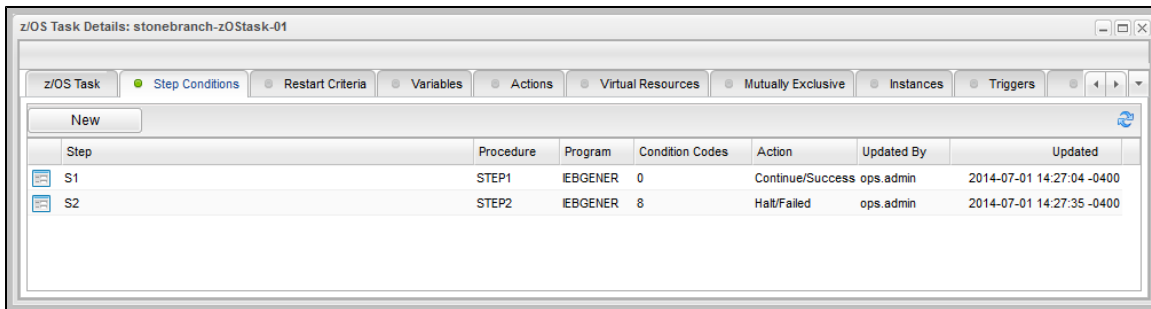 z/OS Task Details: stonebranch-zOStask-01
z/OS Task Step Conditions Restart Criteria Variables Actions Virtual Resources Mutually Exclusive Instances Triggers
New
Step Procedure Program Condition Codes Action Updated By Updated
S1 STEP1 IEBGENER 0 Continue/Success ops.admin 2014-07-01 14:27:04 -0400
S2 STEP2 IEBGENER 8 Halt/Failed ops.admin 2014-07-01 14:27:35 -0400